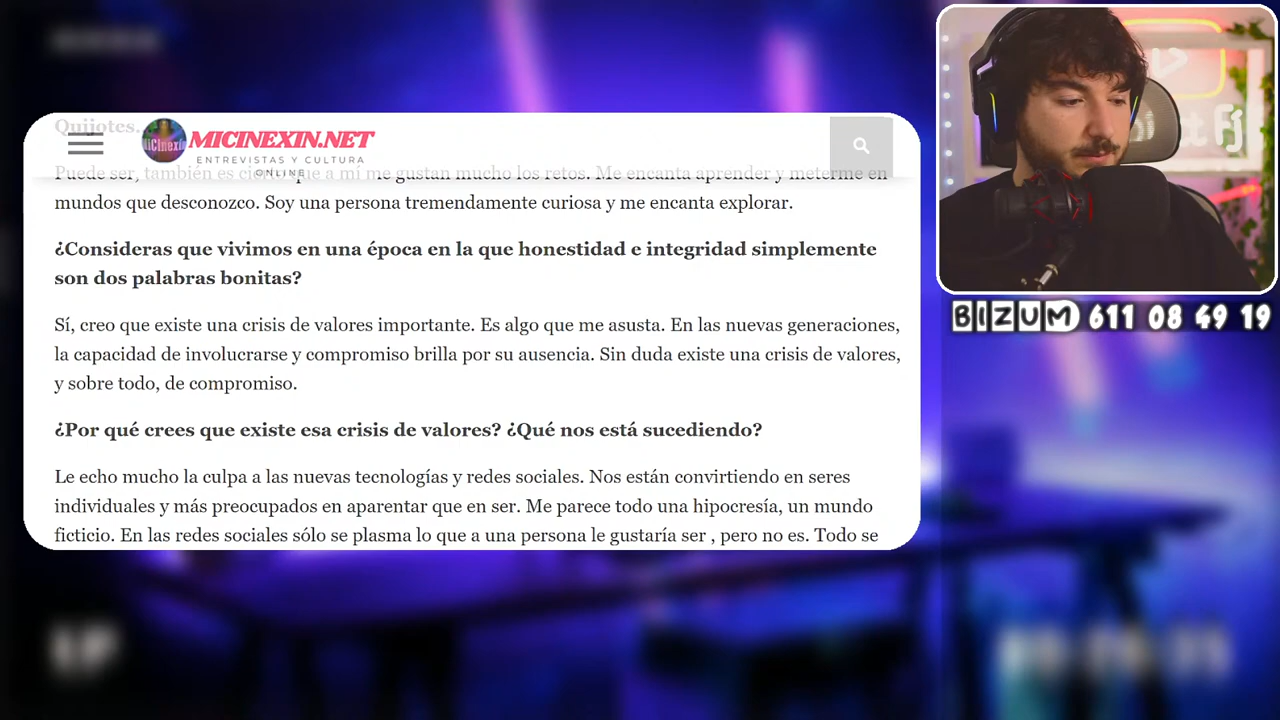 Quijotes...
MICINEXIN.NET
ENTREVISTAS Y CULTURA
ONLINE
Puede ser, también es cierto que a mí me gustan mucho los retos. Me encanta aprender y meterme en
mundos que desconozco. Soy una persona tremendamente curiosa y me encanta explorar.
¿Consideras que vivimos en una época en la que honestidad e integridad simplemente
son dos palabras bonitas?
Sí, creo que existe una crisis de valores importante. Es algo que me asusta. En las nuevas generaciones,
la capacidad de involucrarse y compromiso brilla por su ausencia. Sin duda existe una crisis de valores,
y sobre todo, de compromiso.
¿Por qué crees que existe esa crisis de valores? ¿Qué nos está sucediendo?
Le echo mucho la culpa a las nuevas tecnologías y redes sociales. Nos están convirtiendo en seres
individuales y más preocupados en aparentar que en ser. Me parece todo una hipocresía, un mundo
ficticio. En las redes sociales sólo se plasma lo que a una persona le gustaría ser , pero no es. Todo se
BIZUM 611 08 49 19